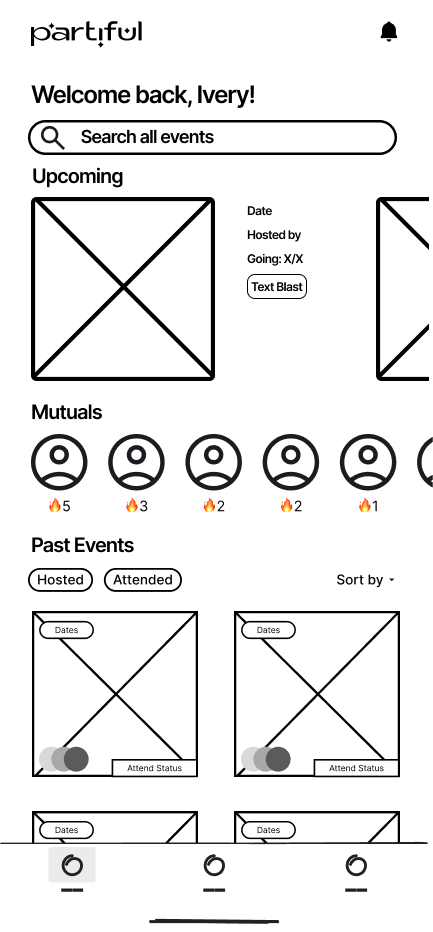 partiful
Welcome back, Ivery!
Search all events
Upcoming
Date
Hosted by
Going: X/X
Text Blast
Mutuals
🔥5 🔥3 🔥2 🔥2 🔥1
Past Events
Hosted Attended Sort by
Dates Dates
Attend Status Attend Status
Dates Dates